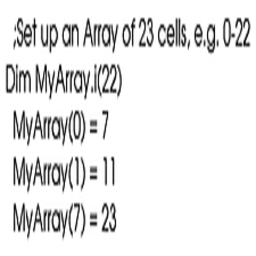 ;Set up an Array of 23 cells, e.g. 0-22
Dim MyArray.i(22)
MyArray(0) = 7
MyArray(1) = 11
MyArray(7) = 23